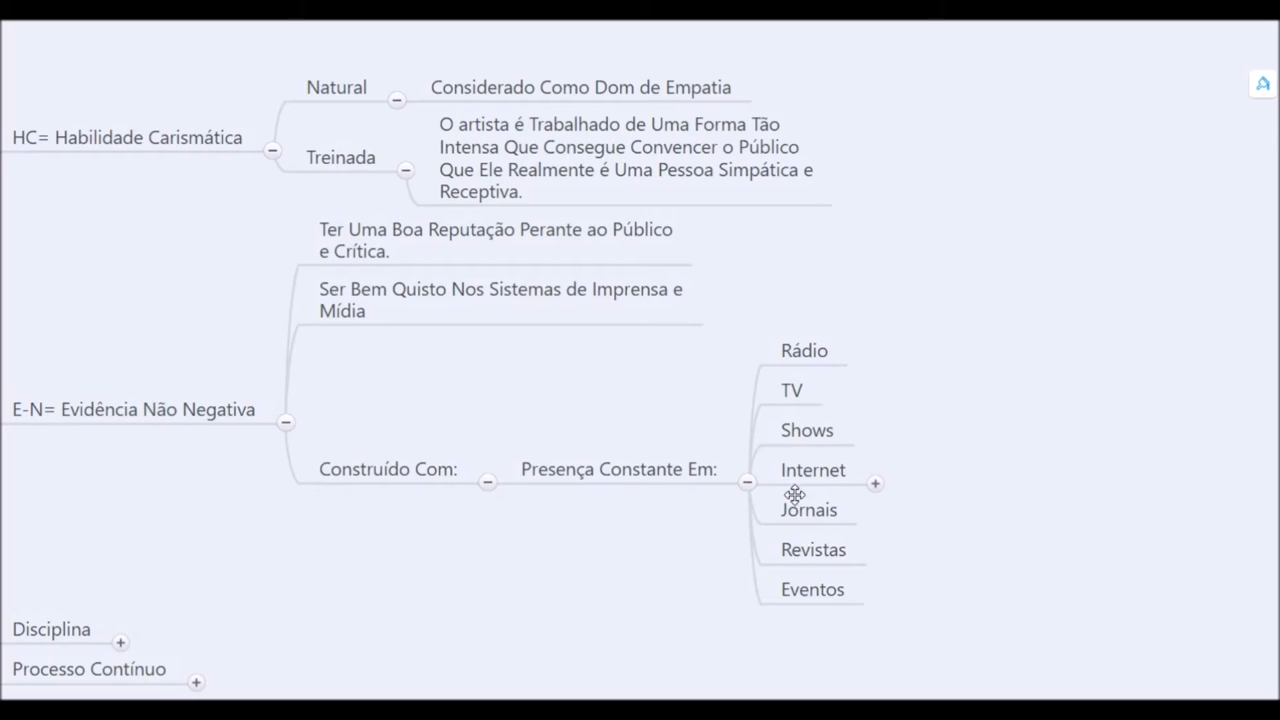 Natural
Considerado Como Dom de Empatia
HC= Habilidade Carismática
O artista é Trabalhado de Uma Forma Tão
Intensa Que Consegue Convencer o Público
Que Ele Realmente é Uma Pessoa Simpática e
Receptiva.
Treinada
Ter Uma Boa Reputação Perante ao Público
e Crítica.
Ser Bem Quisto Nos Sistemas de Imprensa e
Mídia
E-N= Evidência Não Negativa
Construído Com:
Presença Constante Em:
Rádio
TV
Shows
Internet
Jornais
Revistas
Eventos
Disciplina
Processo Contínuo